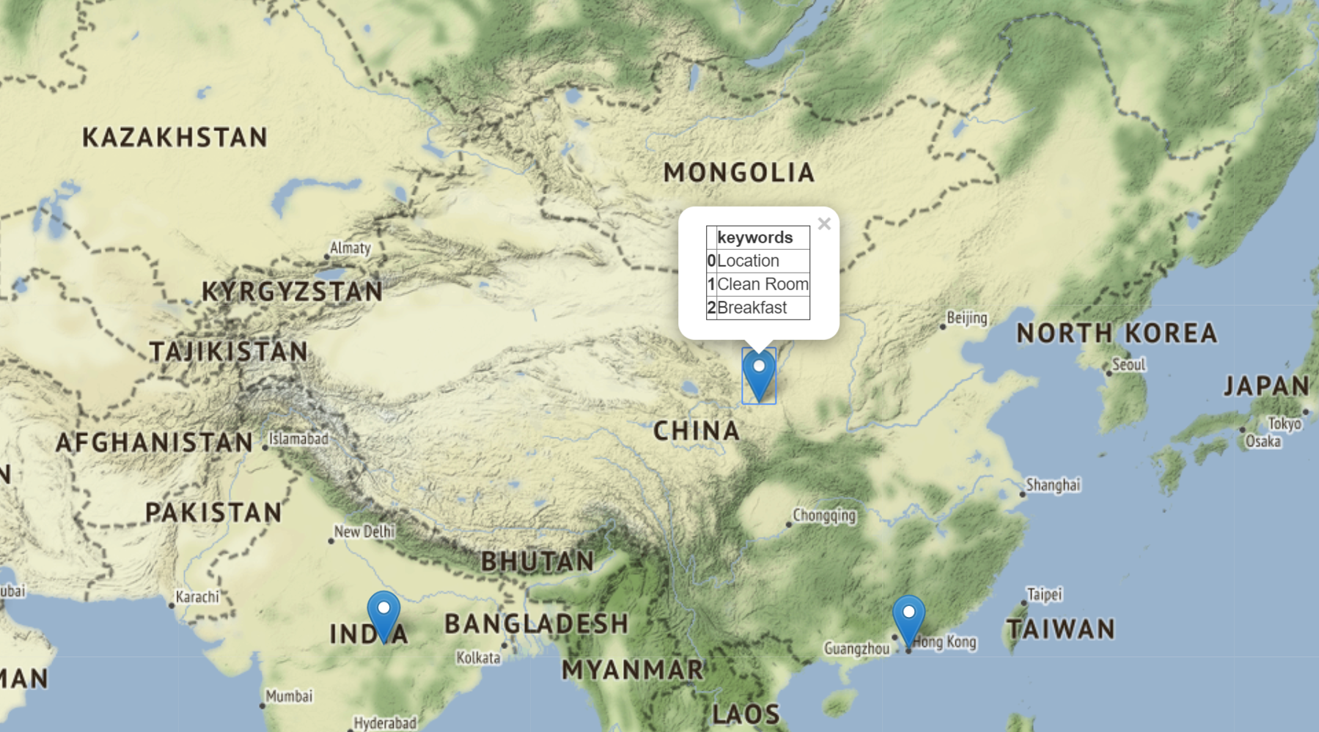 KAZAKHSTAN
MONGOLIA
×
keywords
0 Location
1 Clean Room
2 Breakfast
Almaty
KYRGYZSTAN
Beijing
NORTH KOREA
TAJIKISTAN
Seoul
JAPAN
Tokyo
Osaka
CHINA
AFGHANISTAN
Islamabad
N
Shanghai
PAKISTAN
Chongqing
New Delhi
BHUTAN
ubai
Karachi
Taipei
INDIA
BANGLADESH
TAIWAN
Guangzhou
Hong Kong
Kolkata
MYANMAR
MAN
Mumbai
LAOS
Hyderabad